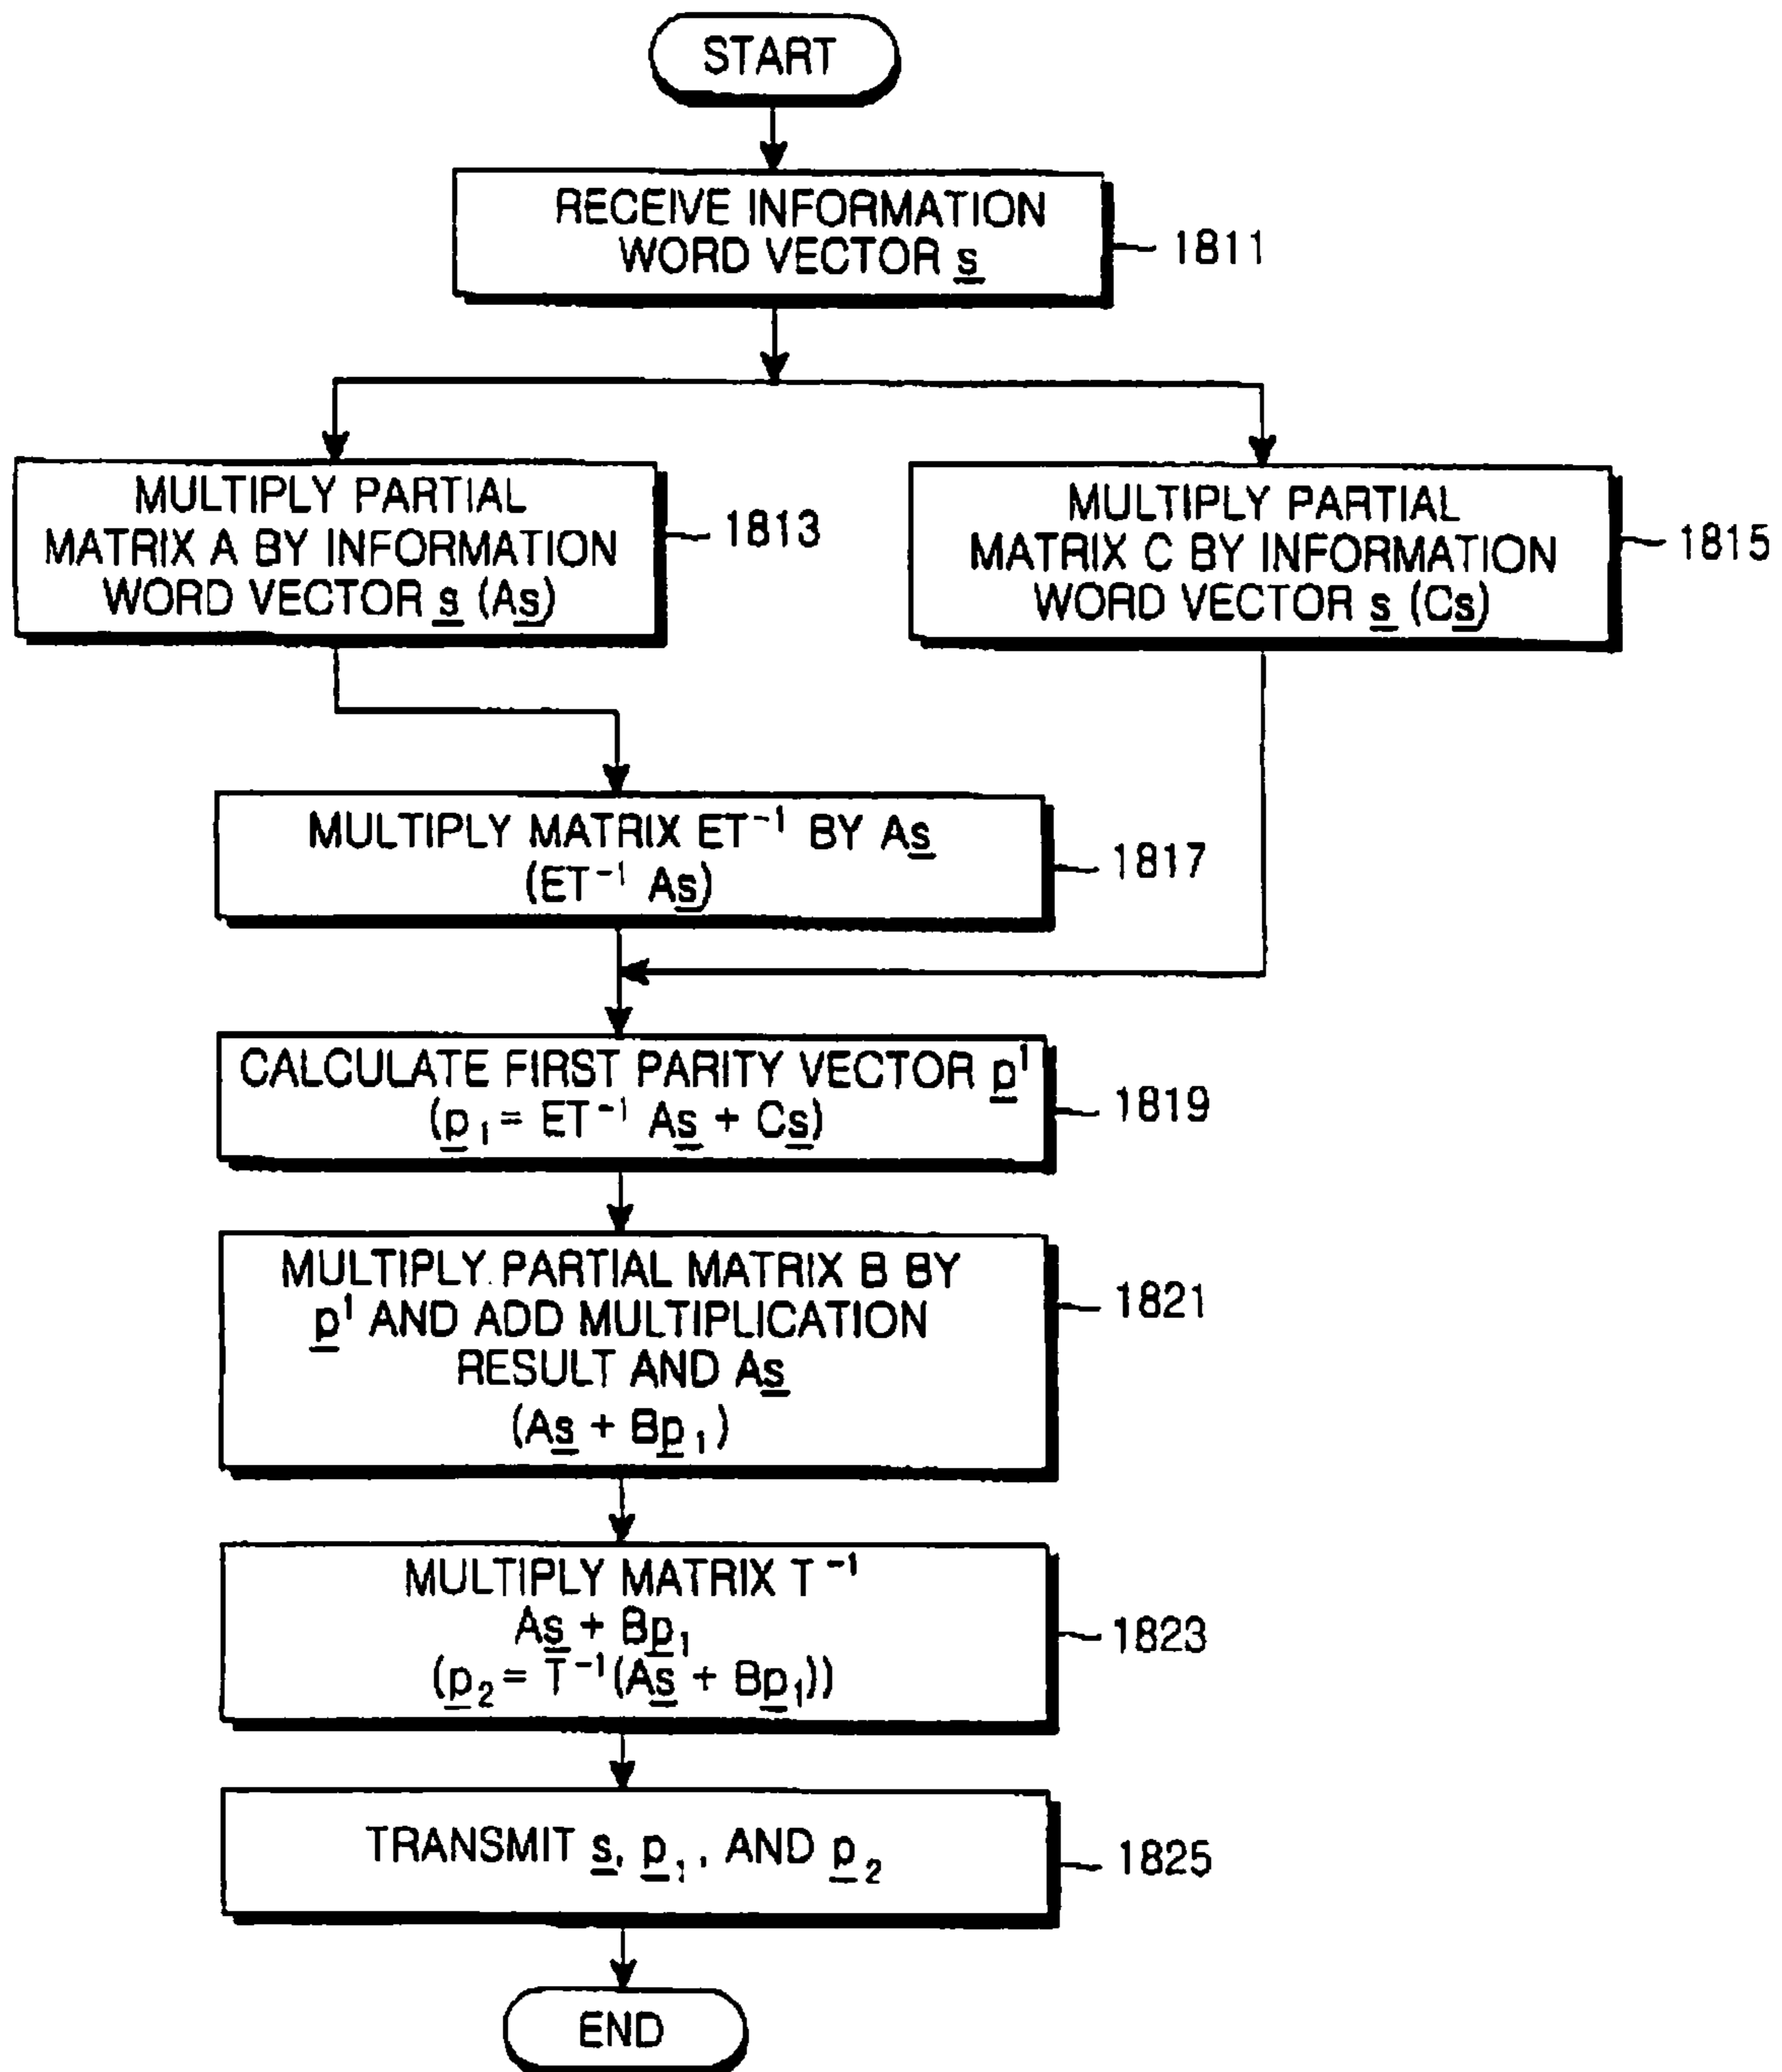 START
RECEIVE INFORMATION
WORD VECTOR s
1811
MULTIPLY PARTIAL
MATRIX A BY INFORMATION
WORD VECTOR s (As)
1813
MULTIPLY PARTIAL
MATRIX C BY INFORMATION
WORD VECTOR s (Cs)
1815
MULTIPLY MATRIX ET⁻¹ BY As
(ET⁻¹ As)
1817
CALCULATE FIRST PARITY VECTOR p¹
(p₁ = ET⁻¹ As + Cs)
1819
MULTIPLY PARTIAL MATRIX B BY
p¹ AND ADD MULTIPLICATION
RESULT AND As
(As + Bp₁)
1821
MULTIPLY MATRIX T⁻¹
As + Bp₁
(p₂ = T⁻¹(As + Bp₁))
1823
TRANSMIT s, p₁, AND p₂
1825
END